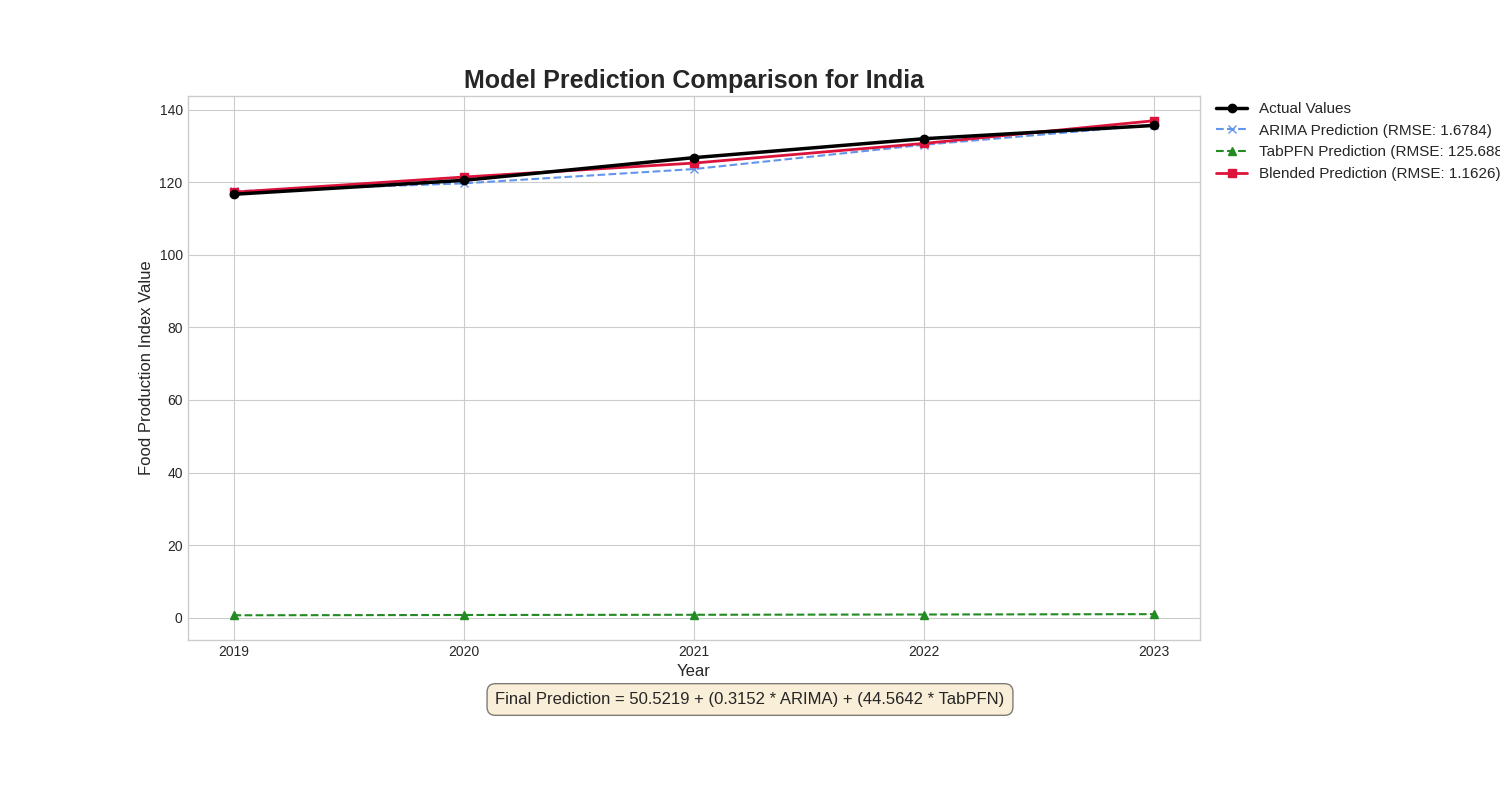 Model Prediction Comparison for India
Actual Values
ARIMA Prediction (RMSE: 1.6784)
TabPFN Prediction (RMSE: 125.688
Blended Prediction (RMSE: 1.1626)
Food Production Index Value
140
120
100
80
60
40
20
0
2019 2020 2021 2022 2023
Year
Final Prediction = 50.5219 + (0.3152 * ARIMA) + (44.5642 * TabPFN)